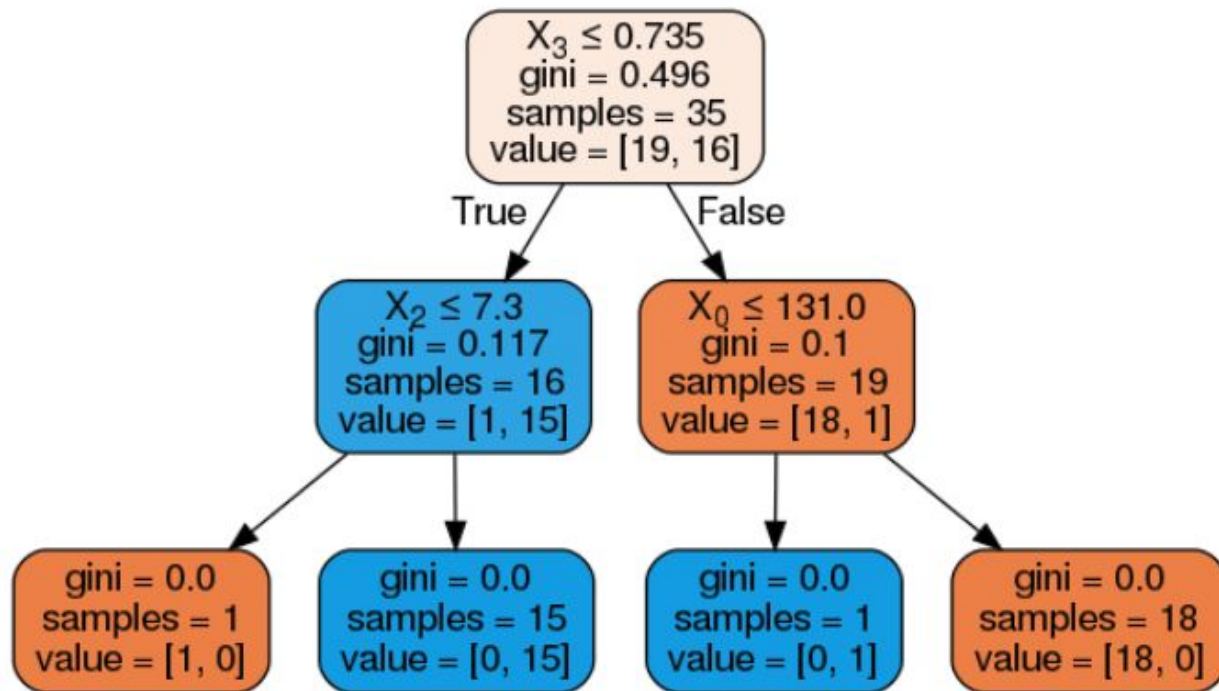 X₃ ≤ 0.735
gini = 0.496
samples = 35
value = [19, 16]
True
False
X₂ ≤ 7.3
gini = 0.117
samples = 16
value = [1, 15]
X₀ ≤ 131.0
gini = 0.1
samples = 19
value = [18, 1]
gini = 0.0
samples = 1
value = [1, 0]
gini = 0.0
samples = 15
value = [0, 15]
gini = 0.0
samples = 1
value = [0, 1]
gini = 0.0
samples = 18
value = [18, 0]